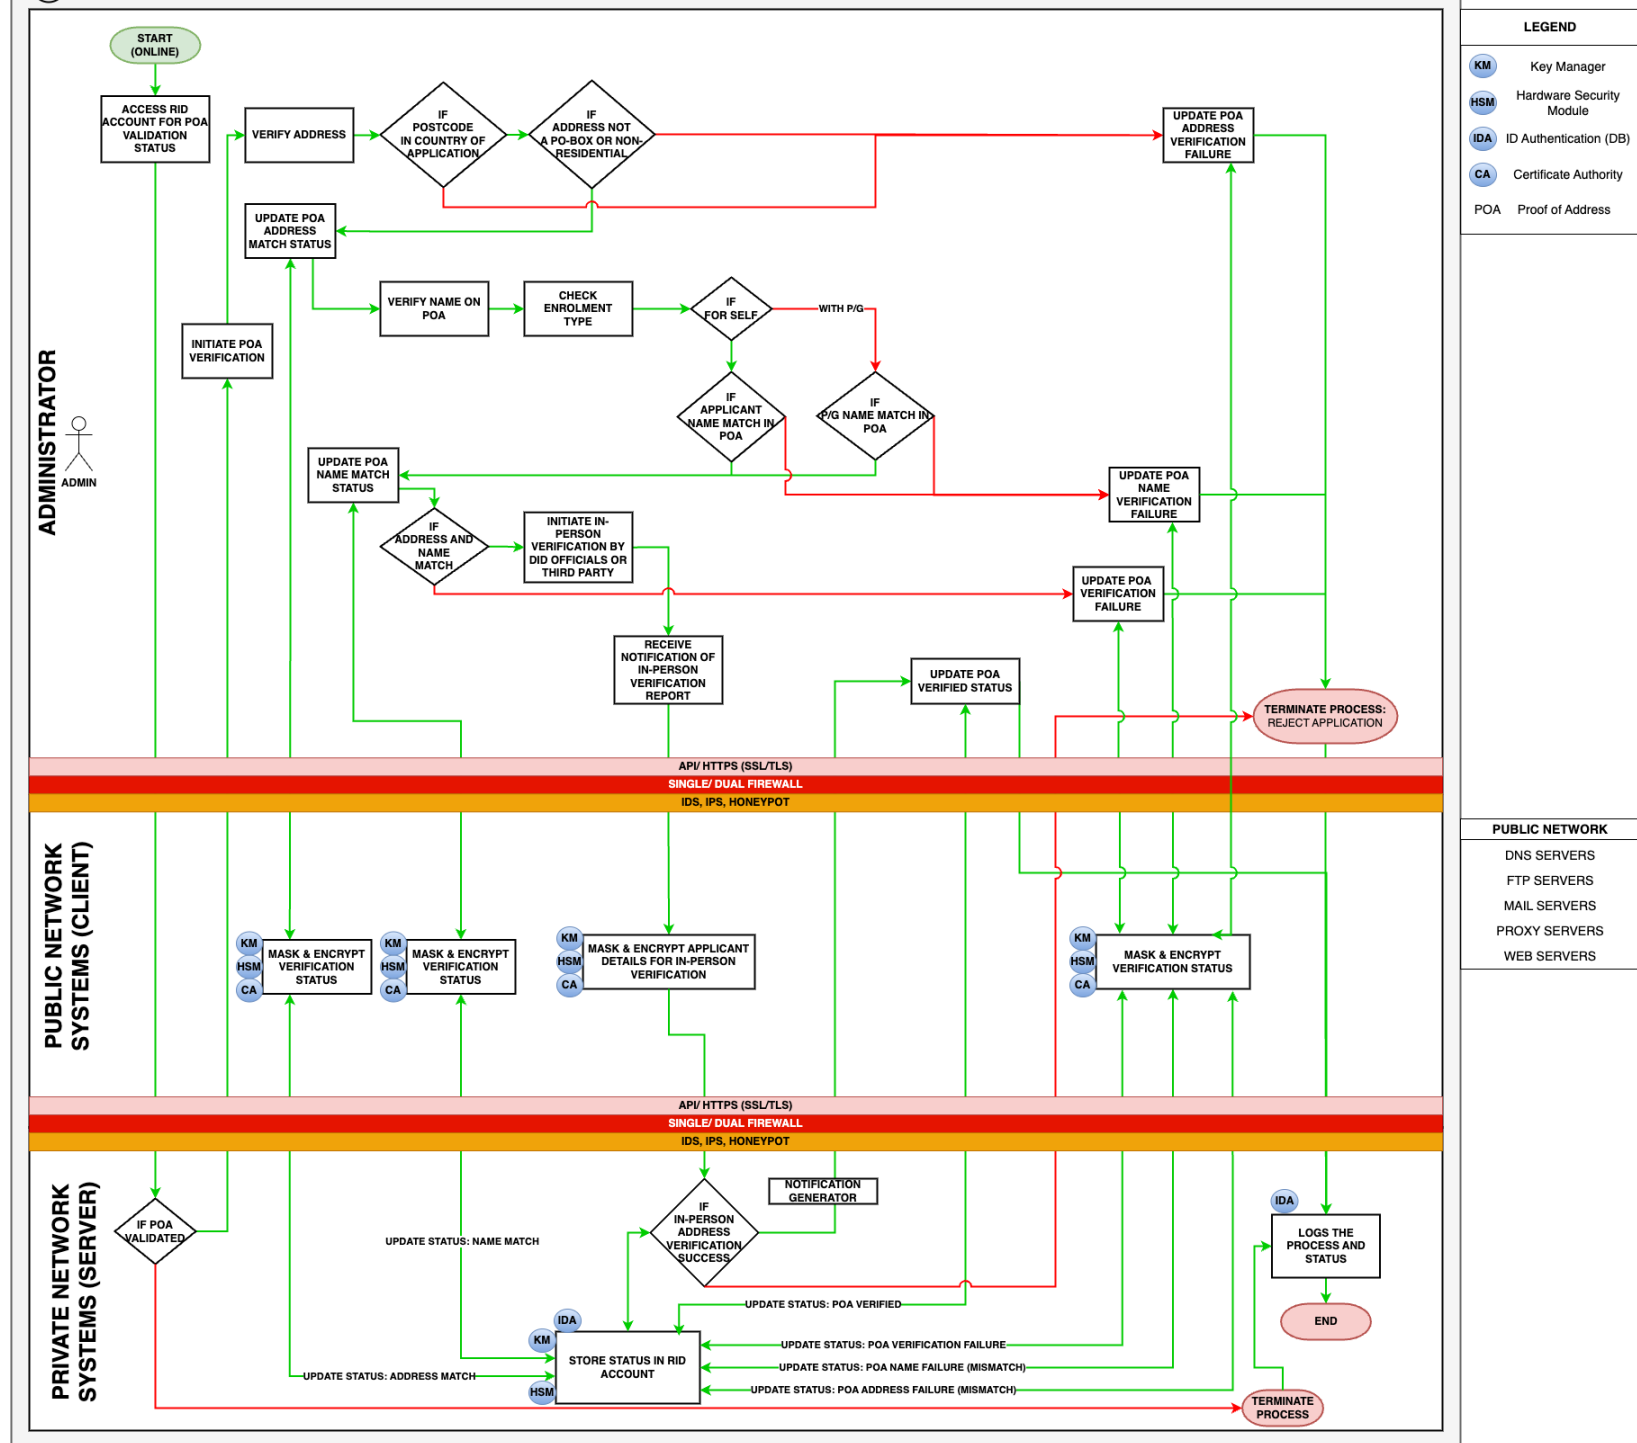 START
(ONLINE)
ACCESS RID
ACCOUNT FOR POA
VALIDATION
STATUS
VERIFY ADDRESS
IF
POSTCODE
IN COUNTRY OF
APPLICATION
IF
ADDRESS NOT
A PO-BOX OR NON-
RESIDENTIAL
UPDATE POA
ADDRESS
VERIFICATION
FAILURE
UPDATE POA
ADDRESS
MATCH STATUS
VERIFY NAME ON
POA
CHECK
ENROLMENT
TYPE
IF
FOR SELF
WITH P/G
INITIATE POA
VERIFICATION
ADMINISTRATOR
ADMIN
IF
APPLICANT
NAME MATCH IN
POA
IF
P/G NAME MATCH IN
POA
UPDATE POA
NAME MATCH
STATUS
UPDATE POA
NAME
VERIFICATION
FAILURE
IF
ADDRESS AND
NAME
MATCH
INITIATE IN-
PERSON
VERIFICATION BY
DID OFFICIALS OR
THIRD PARTY
UPDATE POA
VERIFICATION
FAILURE
RECEIVE
NOTIFICATION OF
IN-PERSON
VERIFICATION
REPORT
UPDATE POA
VERIFIED STATUS
TERMINATE PROCESS:
REJECT APPLICATION
API/ HTTPS (SSL/TLS)
SINGLE/ DUAL FIREWALL
IDS, IPS, HONEYPOT
PUBLIC NETWORK
SYSTEMS (CLIENT)
KM
HSM
CA
MASK & ENCRYPT
VERIFICATION
STATUS
KM
HSM
CA
MASK & ENCRYPT
VERIFICATION
STATUS
KM
HSM
CA
MASK & ENCRYPT APPLICANT
DETAILS FOR IN-PERSON
VERIFICATION
KM
HSM
CA
MASK & ENCRYPT
VERIFICATION STATUS
API/ HTTPS (SSL/TLS)
SINGLE/ DUAL FIREWALL
IDS, IPS, HONEYPOT
PRIVATE NETWORK
SYSTEMS (SERVER)
IF POA
VALIDATED
IF
IN-PERSON
ADDRESS
VERIFICATION
SUCCESS
NOTIFICATION
GENERATOR
IDA
LOGS THE
PROCESS AND
STATUS
UPDATE STATUS: NAME MATCH
UPDATE STATUS: POA VERIFIED
END
IDA
KM
HSM
STORE STATUS IN RID
ACCOUNT
UPDATE STATUS: POA VERIFICATION FAILURE
UPDATE STATUS: POA NAME FAILURE (MISMATCH)
UPDATE STATUS: ADDRESS MATCH
UPDATE STATUS: POA ADDRESS FAILURE (MISMATCH)
TERMINATE
PROCESS
LEGEND
KM Key Manager
HSM Hardware Security
Module
IDA ID Authentication (DB)
CA Certificate Authority
POA Proof of Address
PUBLIC NETWORK
DNS SERVERS
FTP SERVERS
MAIL SERVERS
PROXY SERVERS
WEB SERVERS